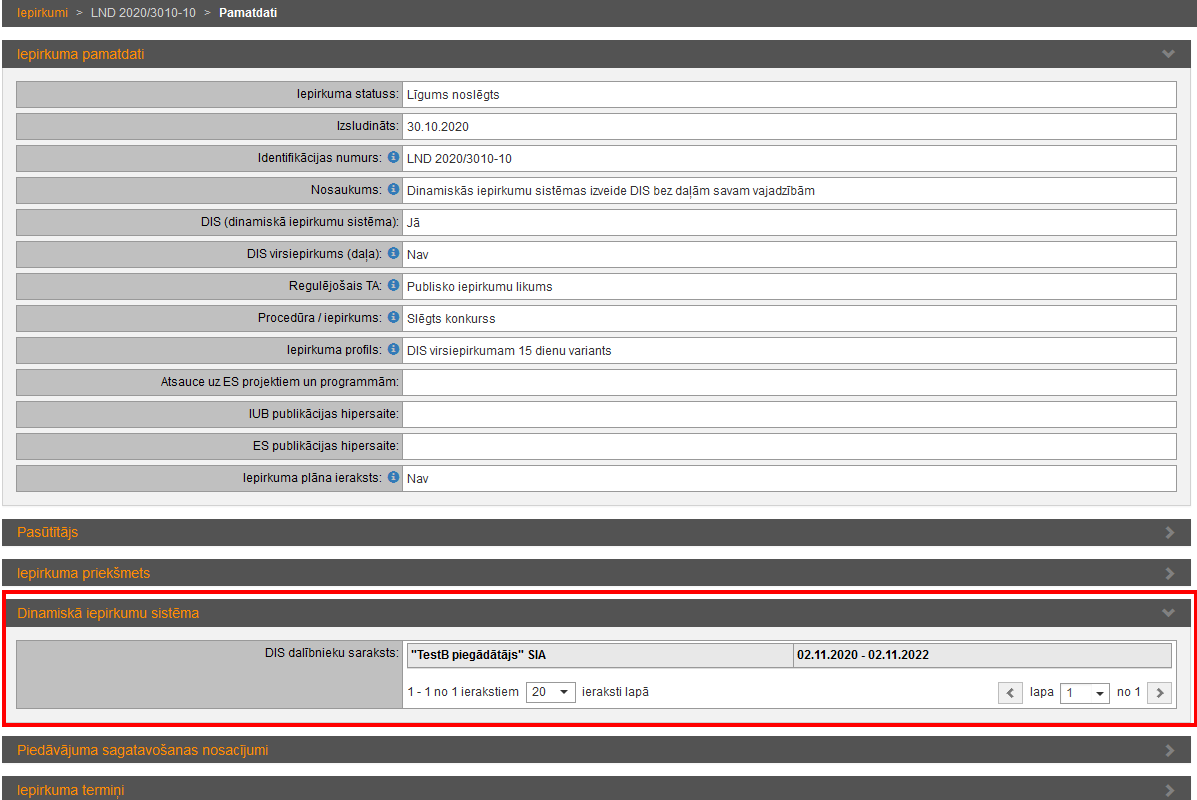 Iepirkumi > LND 2020/3010-10 > Pamatdati
Iepirkuma pamatdati
Iepirkuma statuss: Līgums noslēgts
Izsludināts: 30.10.2020
Identifikācijas numurs: LND 2020/3010-10
Nosaukums: Dinamiskās iepirkumu sistēmas izveide DIS bez daļām savam vajadzībām
DIS (dinamiskā iepirkumu sistēma): Jā
DIS virsiepirkums (daļa): Nav
Regulējošais TA: Publisko iepirkumu likums
Procedūra / iepirkums: Slēgts konkurss
Iepirkuma profils: DIS virsiepirkumam 15 dienu variants
Atsauce uz ES projektiem un programmām:
IUB publikācijas hipersaite:
ES publikācijas hipersaite:
Iepirkuma plāna ieraksts: Nav
Pasūtītājs
Iepirkuma priekšmets
Dinamiskā iepirkumu sistēma
DIS dalībnieku saraksts: "TestB piegādātājs" SIA 02.11.2020 - 02.11.2022
1 - 1 no 1 ierakstiem 20 ieraksti lapā lapa 1 no 1
Piedāvājuma sagatavošanas nosacījumi
Iepirkuma termiņi